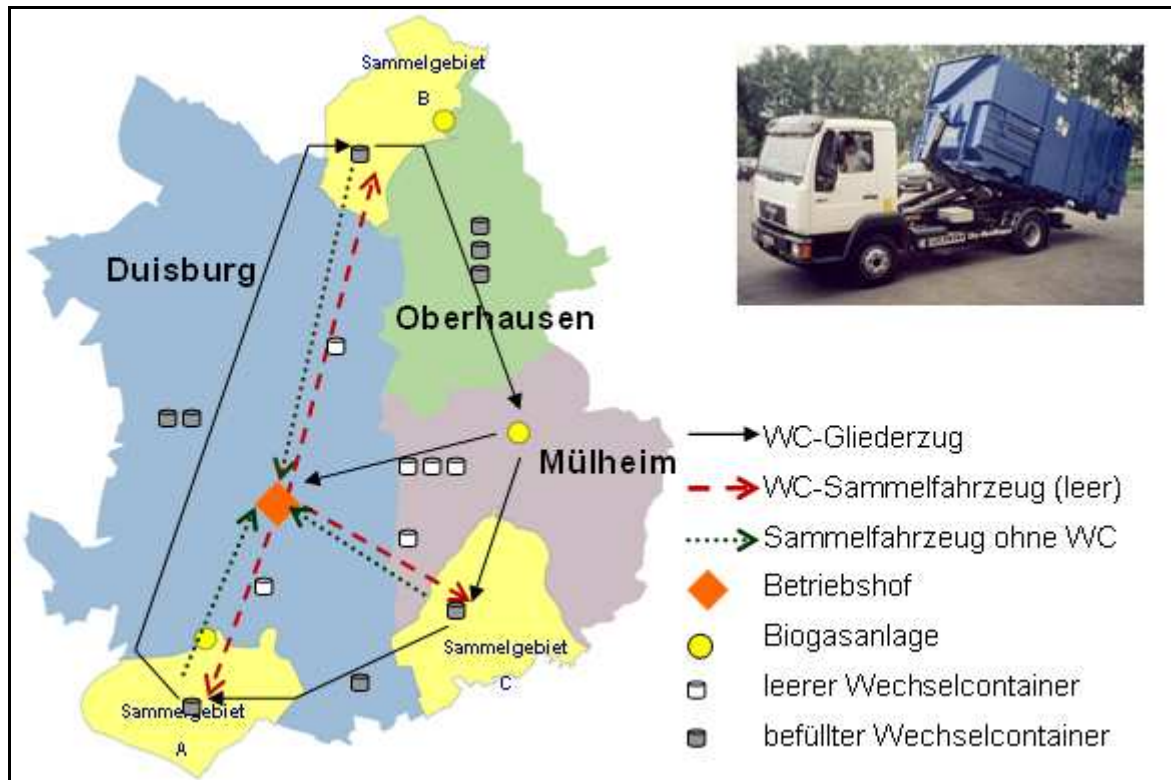 Sammelgebiet
B
Duisburg
Oberhausen
Mülheim
Sammelgebiet
C
Sammelgebiet
A
WC-Gliederzug
WC-Sammelfahrzeug (leer)
Sammelfahrzeug ohne WC
Betriebshof
Biogasanlage
leerer Wechselcontainer
befüllter Wechselcontainer